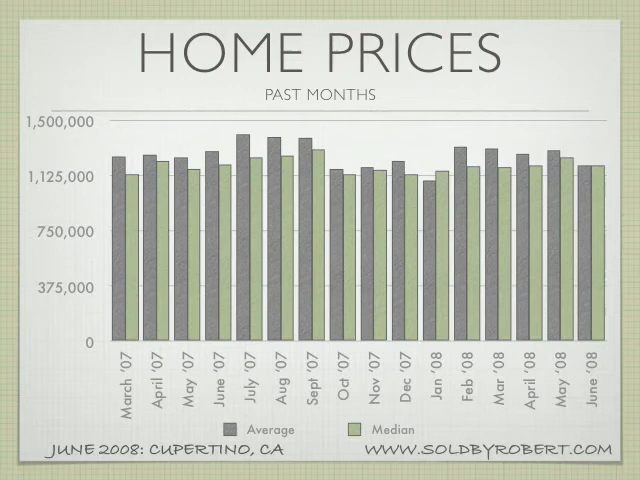 HOME PRICES
PAST MONTHS
1,500,000
1,125,000
750,000
375,000
0
March '07
April '07
May '07
June '07
July '07
Aug '07
Sept '07
Oct '07
Nov '07
Dec '07
Jan '08
Feb '08
Mar '08
April '08
May '08
June '08
Average
Median
JUNE 2008: CUPERTINO, CA
WWW.SOLDBYROBERT.COM